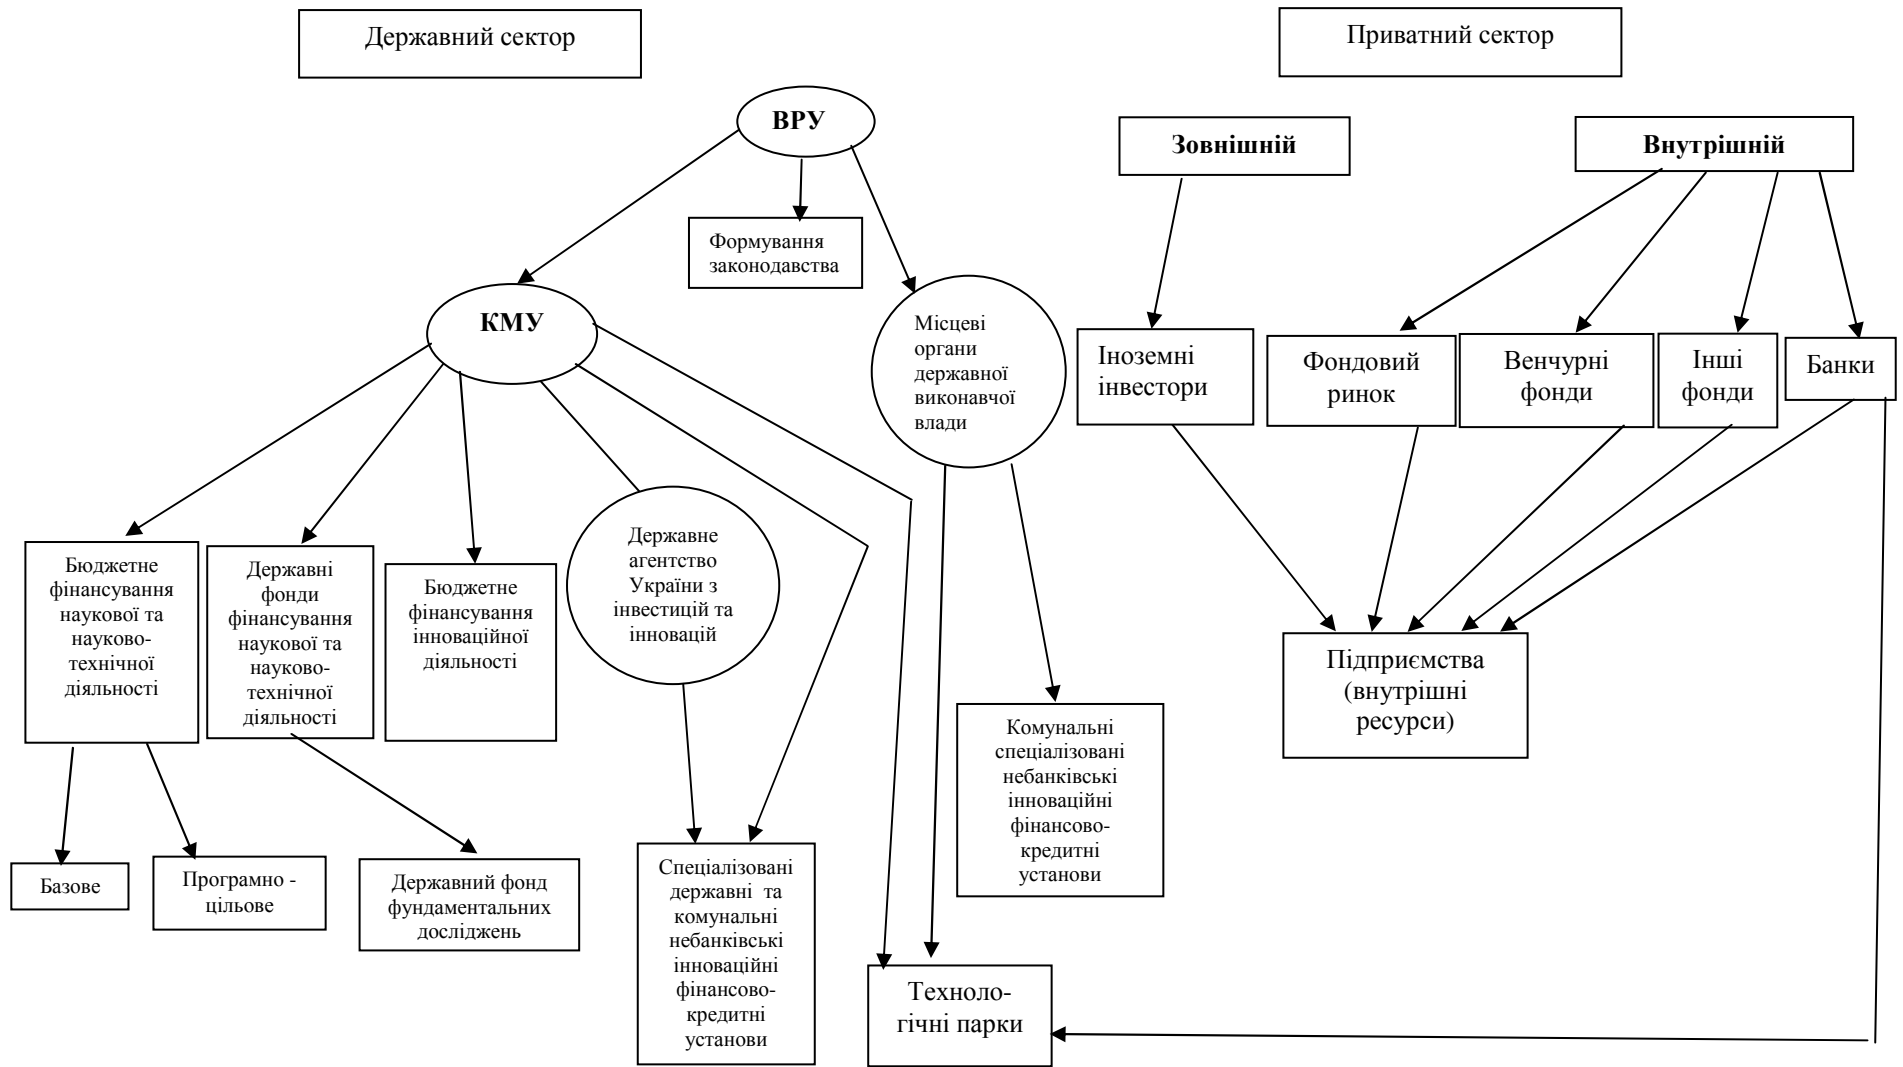 Державний сектор
Приватний сектор
ВРУ
Зовнішній
Внутрішній
Формування
законодавства
КМУ
Місцеві
органи
державної
виконавчої
влади
Іноземні
інвестори
Фондовий
ринок
Венчурні
фонди
Інші
фонди
Банки
Бюджетне
фінансування
наукової та
науково-
технічної
діяльності
Державні
фонди
фінансування
наукової та
науково-
технічної
діяльності
Бюджетне
фінансування
інноваційної
діяльності
Державне
агентство
України з
інвестицій та
інновацій
Підприємства
(внутрішні
ресурси)
Комунальні
спеціалізовані
небанківські
інноваційні
фінансово-
кредитні
установи
Базове
Програмно -
цільове
Державний фонд
фундаментальних
досліджень
Спеціалізовані
державні та
комунальні
небанківські
інноваційні
фінансово-
кредитні
установи
Техноло-
гічні парки